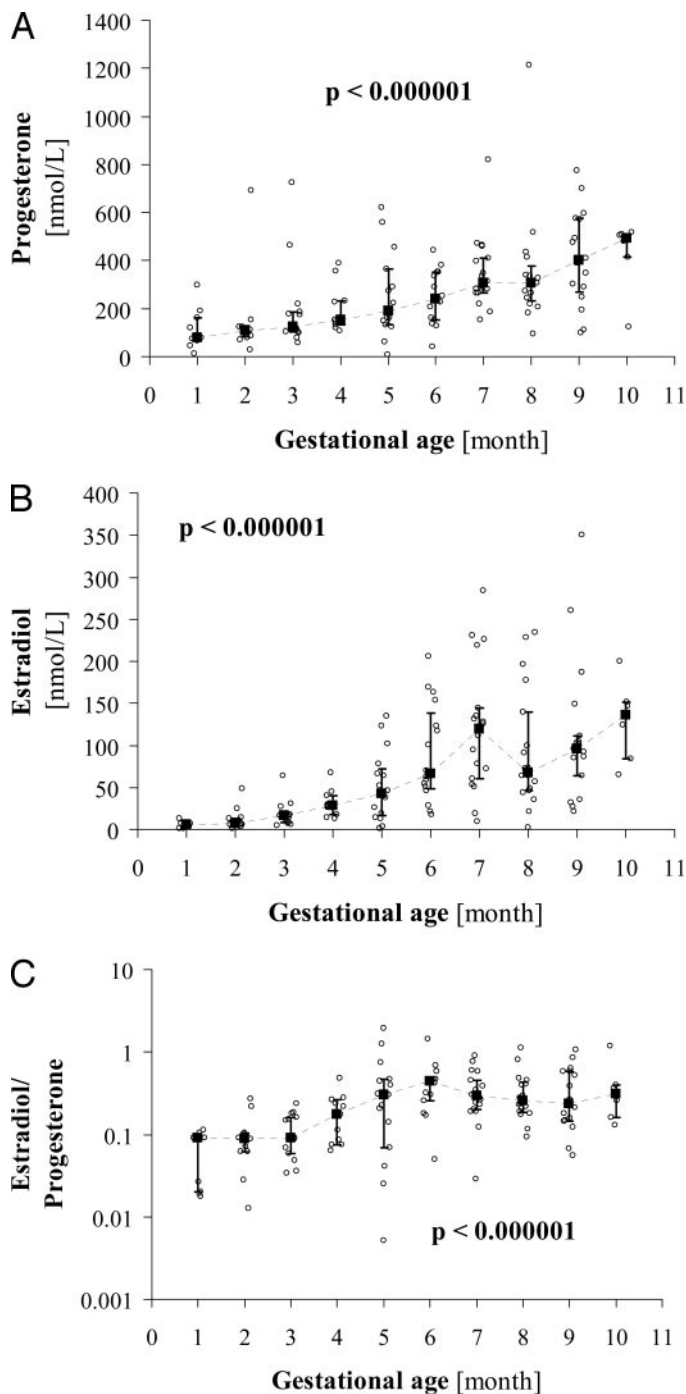 A
Progesterone
[nmol/L]
1400
1200
1000
800
600
400
200
0
p < 0.000001
0 1 2 3 4 5 6 7 8 9 10 11
Gestational age [month]
B
Estradiol
[nmol/L]
400
350
300
250
200
150
100
50
0
p < 0.000001
0 1 2 3 4 5 6 7 8 9 10 11
Gestational age [month]
C
Estradiol/
Progesterone
10
1
0.1
0.01
0.001
p < 0.000001
0 1 2 3 4 5 6 7 8 9 10 11
Gestational age [month]